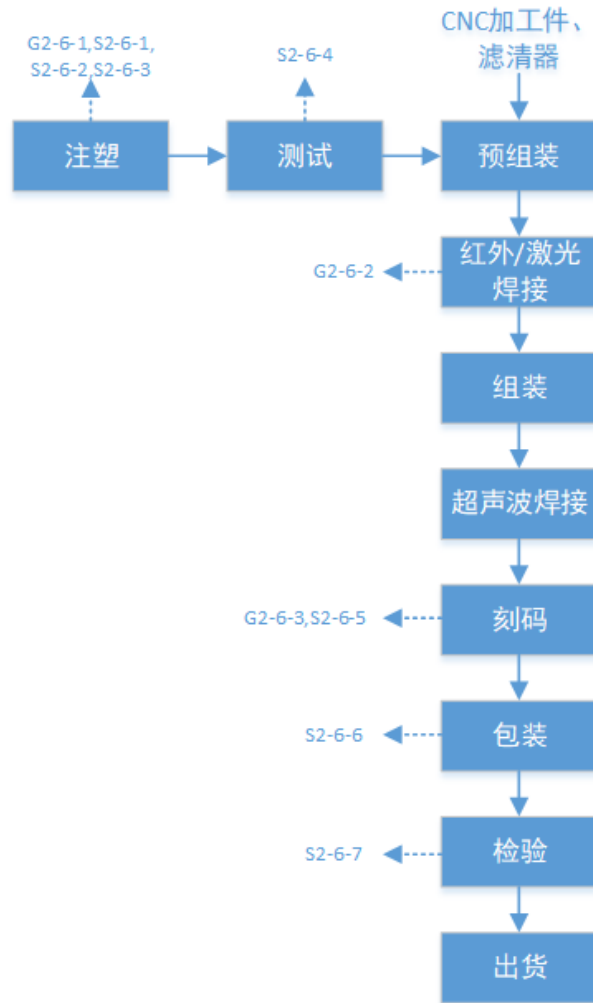 G2-6-1,S2-6-1,
S2-6-2,S2-6-3
S2-6-4
CNC加工件、
滤清器
注塑
测试
预组装
G2-6-2
红外/激光
焊接
组装
超声波焊接
G2-6-3,S2-6-5
刻码
S2-6-6
包装
S2-6-7
检验
出货